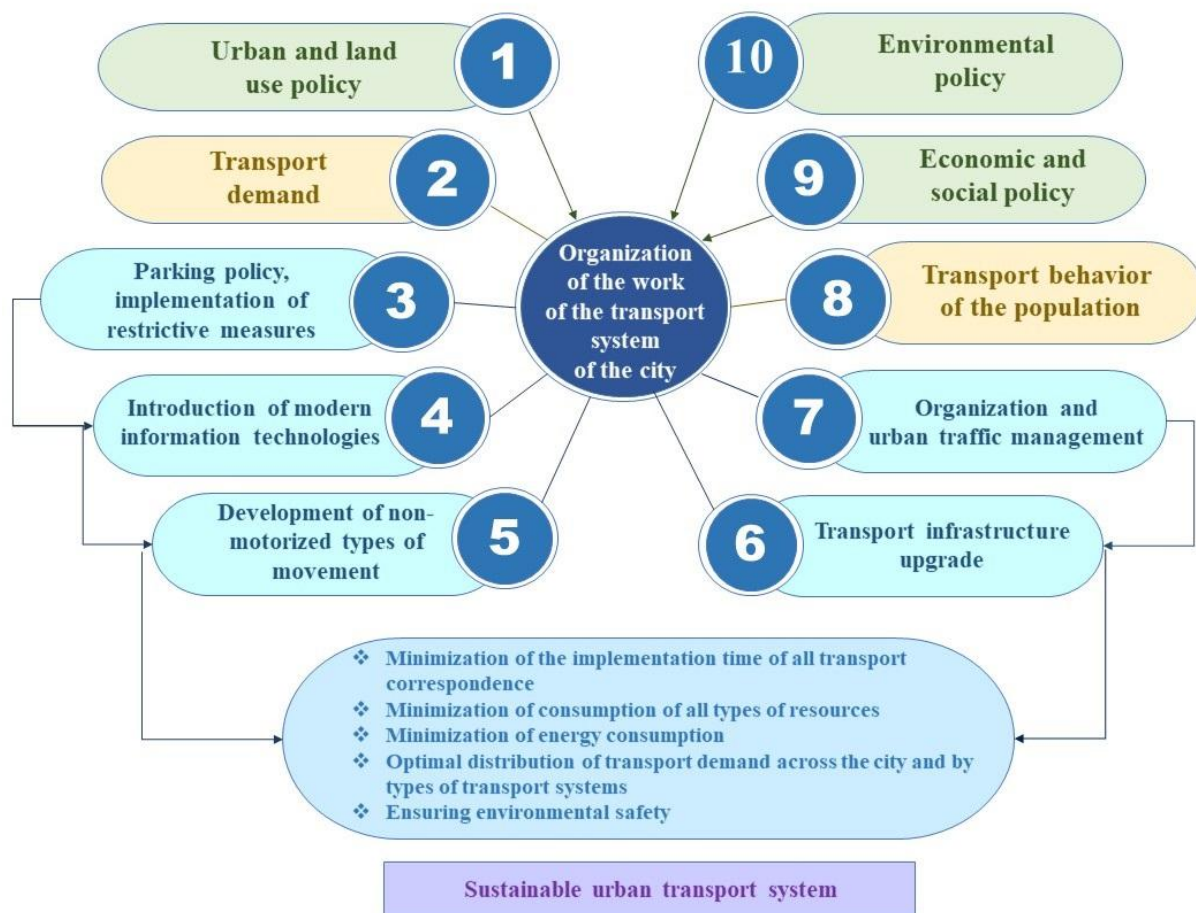 Urban and land
use policy
1
10
Environmental
policy
Transport
demand
2
9
Economic and
social policy
Parking policy,
implementation of
restrictive measures
3
Organization
of the work
of the transport
system
of the city
8
Transport behavior
of the population
Introduction of modern
information technologies
4
7
Organization and
urban traffic management
Development of non-
motorized types of
movement
5
6
Transport infrastructure
upgrade
❖ Minimization of the implementation time of all transport
correspondence
❖ Minimization of consumption of all types of resources
❖ Minimization of energy consumption
❖ Optimal distribution of transport demand across the city and by
types of transport systems
❖ Ensuring environmental safety
Sustainable urban transport system